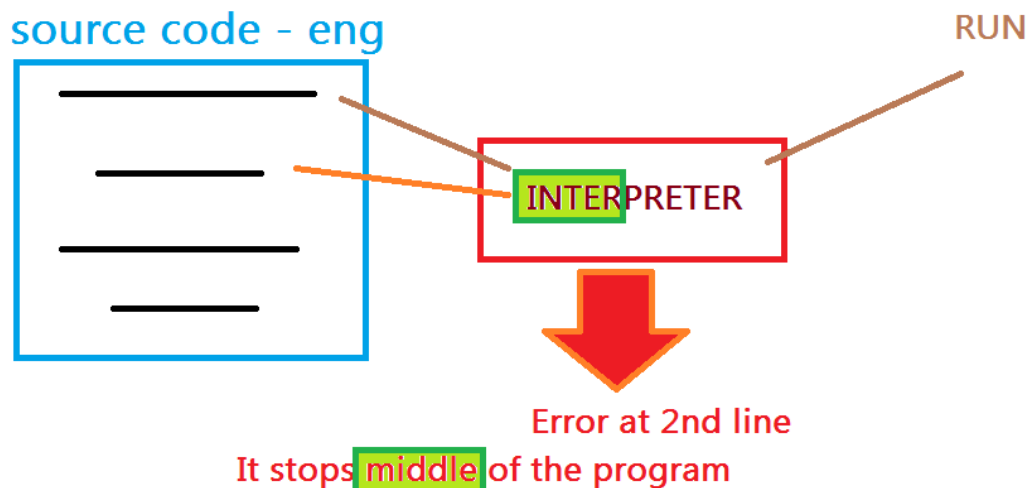 source code - eng
RUN
INTERPRETER
Error at 2nd line
It stops middle of the program